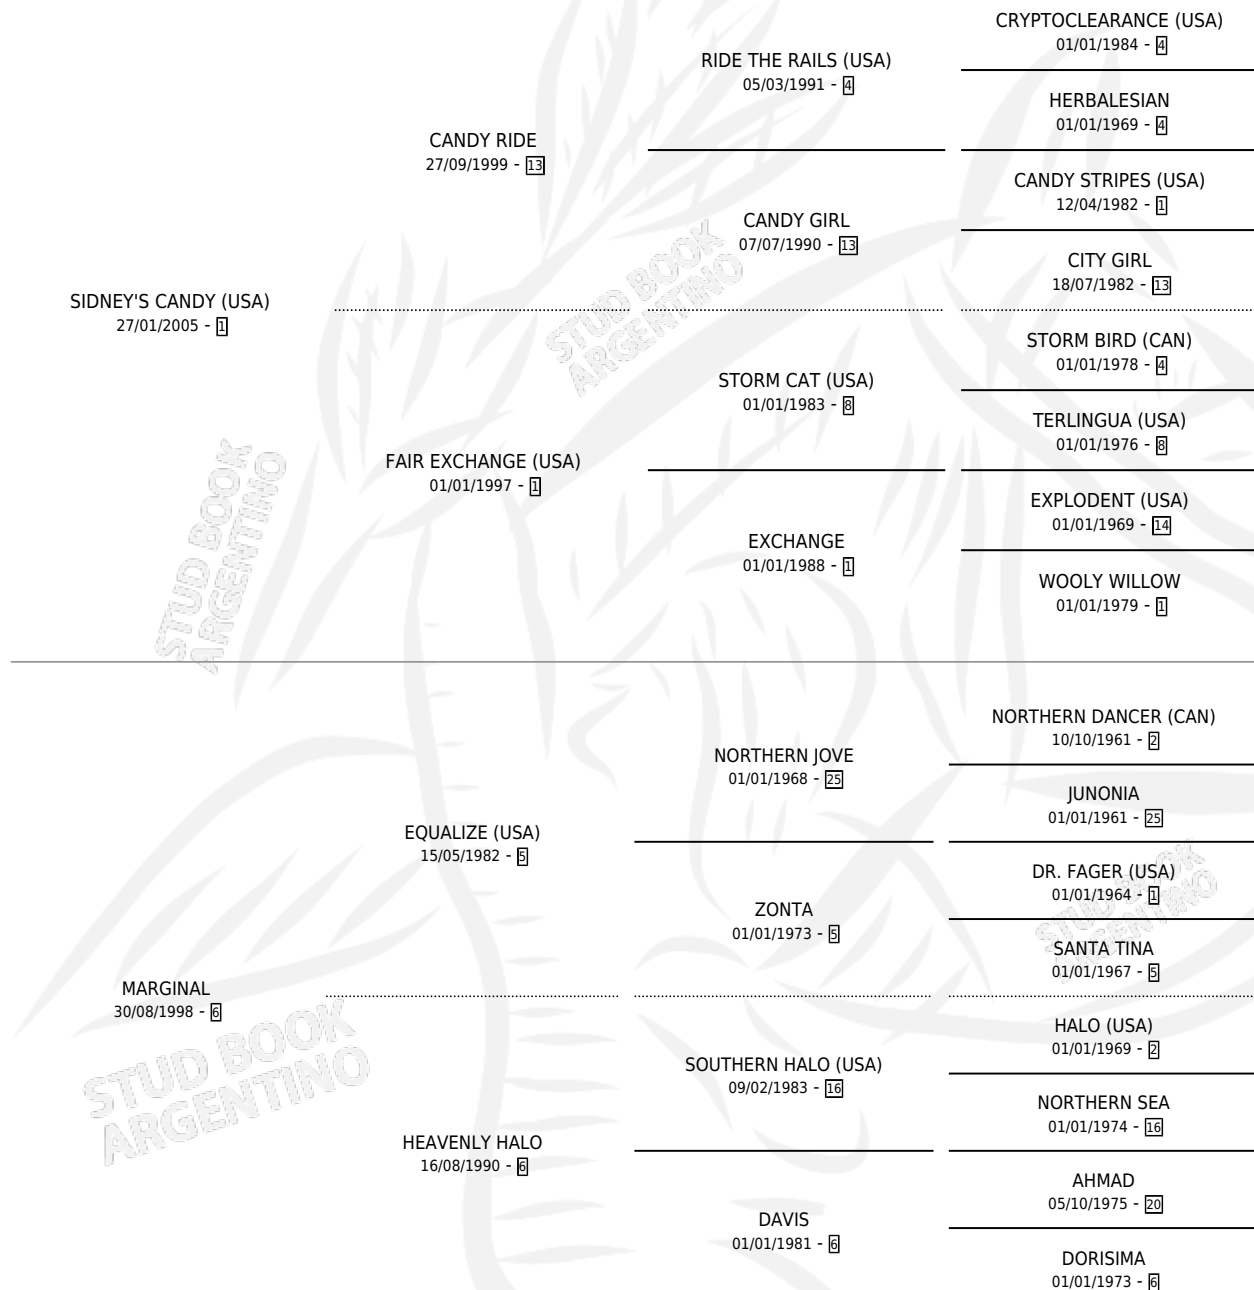 CRYPTOCLEARANCE (USA)
01/01/1984 - 4
RIDE THE RAILS (USA)
05/03/1991 - 4
HERBALESIAN
01/01/1969 - 4
CANDY RIDE
27/09/1999 - 13
CANDY STRIPES (USA)
12/04/1982 - 1
CANDY GIRL
07/07/1990 - 13
CITY GIRL
18/07/1982 - 13
SIDNEY'S CANDY (USA)
27/01/2005 - 1
STORM BIRD (CAN)
01/01/1978 - 4
STORM CAT (USA)
01/01/1983 - 8
TERLINGUA (USA)
01/01/1976 - 8
FAIR EXCHANGE (USA)
01/01/1997 - 1
EXPLODENT (USA)
01/01/1969 - 14
EXCHANGE
01/01/1988 - 1
WOOLY WILLOW
01/01/1979 - 1
STUD BOOK
ARGENTINO
STUD BOOK
ARGENTINO
NORTHERN DANCER (CAN)
10/10/1961 - 2
NORTHERN JOVE
01/01/1968 - 25
JUNONIA
01/01/1961 - 25
EQUALIZE (USA)
15/05/1982 - 5
DR. FAGER (USA)
01/01/1964 - 1
ZONTA
01/01/1973 - 5
SANTA TINA
01/01/1967 - 5
MARGINAL
30/08/1998 - 6
HALO (USA)
01/01/1969 - 2
SOUTHERN HALO (USA)
09/02/1983 - 16
NORTHERN SEA
01/01/1974 - 16
HEAVENLY HALO
16/08/1990 - 6
AHMAD
05/10/1975 - 20
DAVIS
01/01/1981 - 6
DORISIMA
01/01/1973 - 6
STUD BOOK
ARGENTINO
STUD BOOK
ARGENTINO